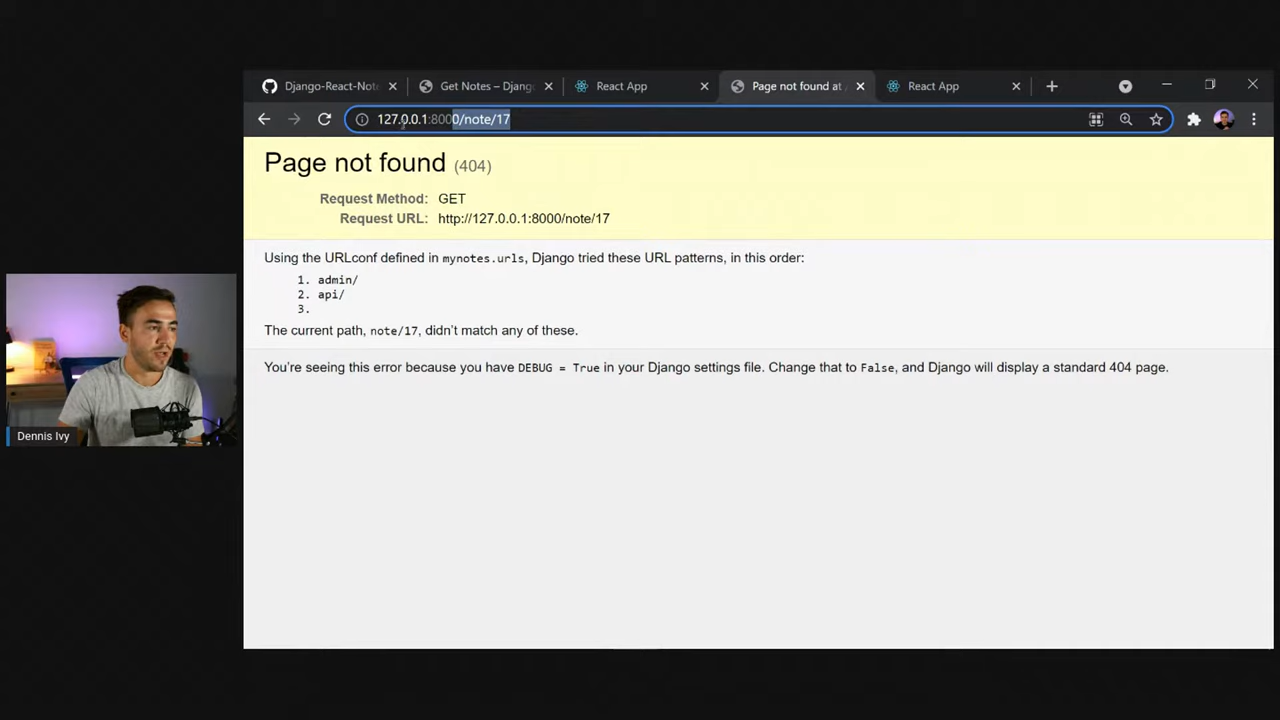 Django-React-Note
Get Notes – Djang
React App
Page not found at
React App
127.0.0.1:8000/note/17
Page not found (404)
Request Method: GET
Request URL: http://127.0.0.1:8000/note/17
Using the URLconf defined in mynotes.urls, Django tried these URL patterns, in this order:
1. admin/
2. api/
3.
The current path, note/17, didn't match any of these.
You're seeing this error because you have DEBUG = True in your Django settings file. Change that to False, and Django will display a standard 404 page.
Dennis Ivy